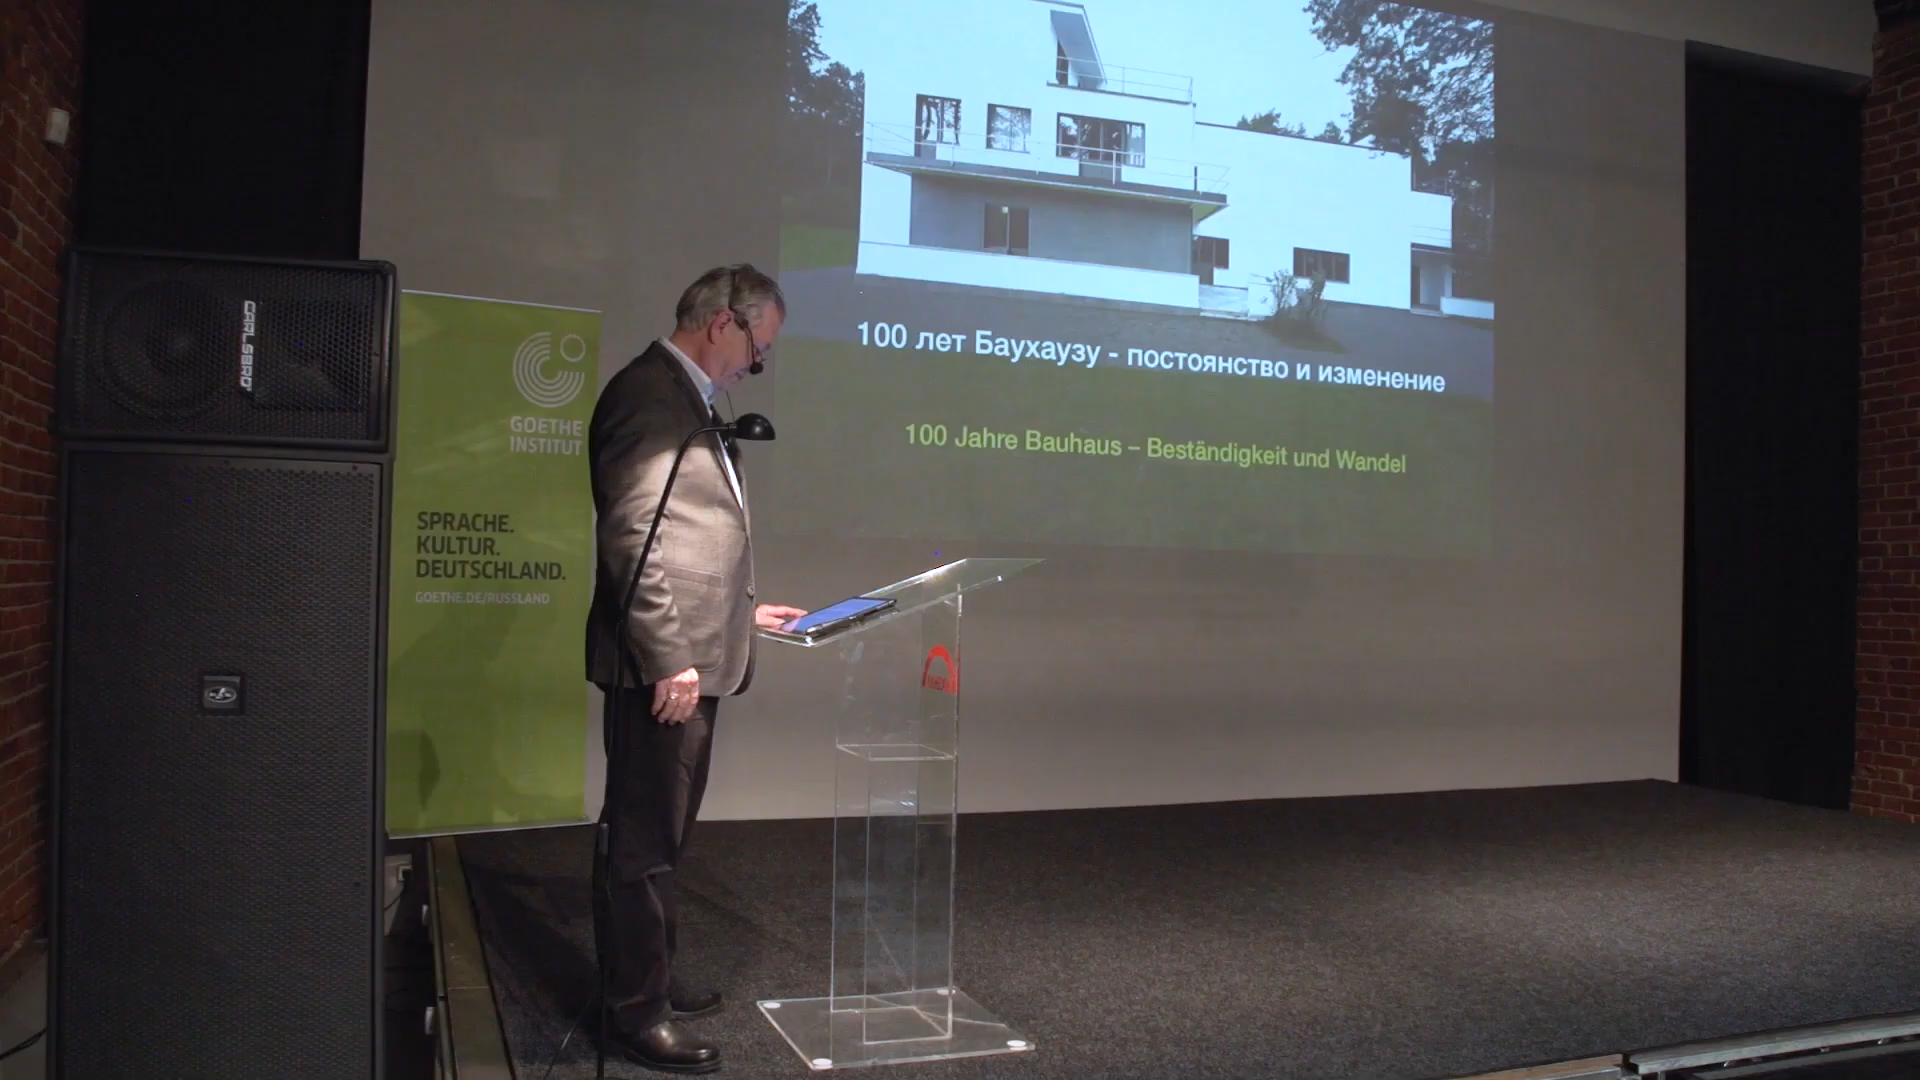 100 лет Баухаузу - постоянство и изменение
100 Jahre Bauhaus – Beständigkeit und Wandel
CARLSBRO
GOETHE
INSTITUT
SPRACHE.
KULTUR.
DEUTSCHLAND.
GOETHE.DE/RUSSLAND